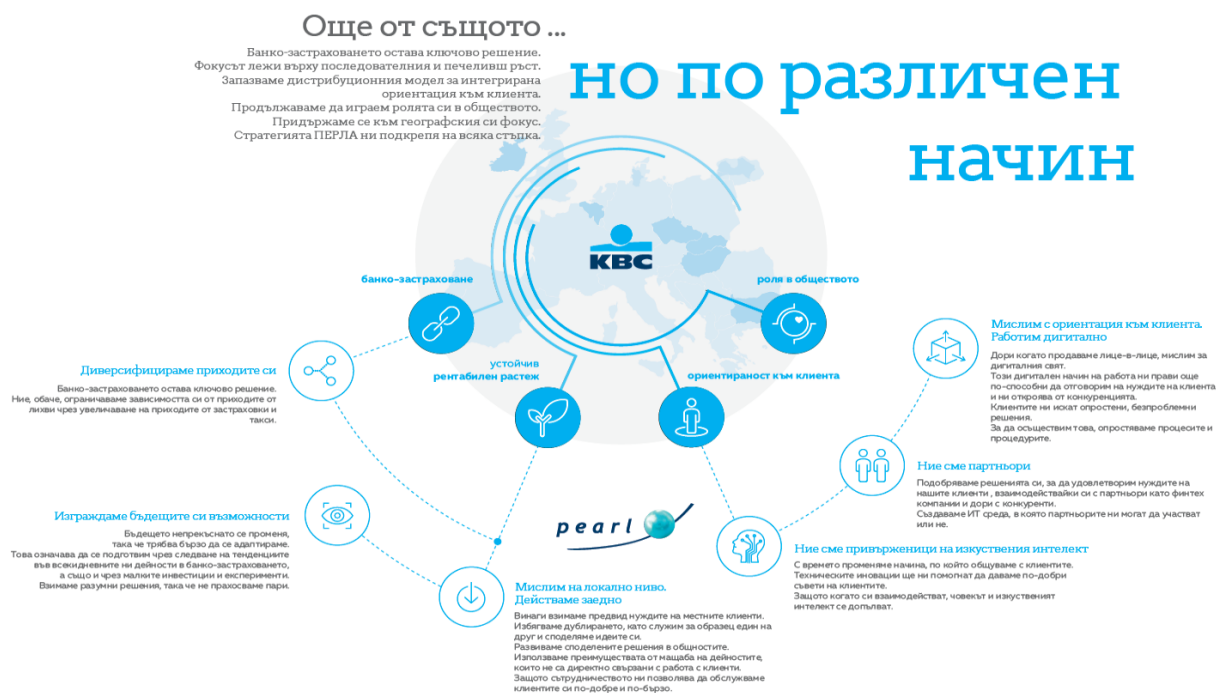 Още от същото ...
Банко-застраховането остава ключово решение.
Фокусът лежи върху последователния и печеливш ръст.
Запазваме дистрибуционния модел за интегрирана
ориентация към клиента.
Продължаваме да играем ролята си в обществото.
Придържаме се към географския си фокус.
Стратегията ПЕРЛА ни подкрепя на всяка стъпка.
но по различен
начин
KBC
банко-застраховане
роля в обществото
устойчив
рентабилен растеж
ориентираност към клиента
Диверсифицираме приходите си
Банко-застраховането остава ключово решение.
Ние, обаче, ограничаваме зависимостта си от приходите от
лихви чрез увеличаване на приходите от застраховки и
такси.
Изграждаме бъдещите си възможности
Бъдещето непрекъснато се променя,
така че трябва бързо да се адаптираме.
Това означава да се подготвим чрез следване на тенденциите
във всекидневните ни дейности в банко-застраховането,
а също и чрез малките инвестиции и експерименти.
Взимаме разумни решения, така че не прахосваме пари.
pearl
Мислим на локално ниво.
Действаме заедно
Винаги взимаме предвид нуждите на местните клиенти.
Избягваме дублирането, като служим за образец един на
друг и споделяме идеите си.
Развиваме споделените решения в общностите.
Използваме преимуществата от мащаба на дейностите,
които не са директно свързани с работа с клиенти.
Защото сътрудничеството ни позволява да обслужваме
клиентите си по-добре и по-бързо.
Мислим с ориентация към клиента.
Работим дигитално
Дори когато продаваме лице-в-лице, мислим за
дигиталния свят.
Този дигитален начин на работа ни прави още
по-способни да отговорим на нуждите на клиента
и ни откроява от конкуренцията.
Клиентите ни искат опростени, безпроблемни
решения.
За да осъществим това, опростяваме процесите и
процедурите.
Ние сме партньори
Подобряваме решенията си, за да удовлетворим нуждите на
нашите клиенти , взаимодействайки си с партньори като финтех
компании и дори с конкуренти.
Създаваме ИТ среда, в която партньорите ни могат да участват
или не.
Ние сме привърженици на изкуствения интелект
С времето променяме начина, по който общуваме с клиентите.
Техническите иновации ще ни помогнат да даваме по-добри
съвети на клиентите.
Защото когато си взаимодействат, човекът и изкуственият
интелект се допълват.